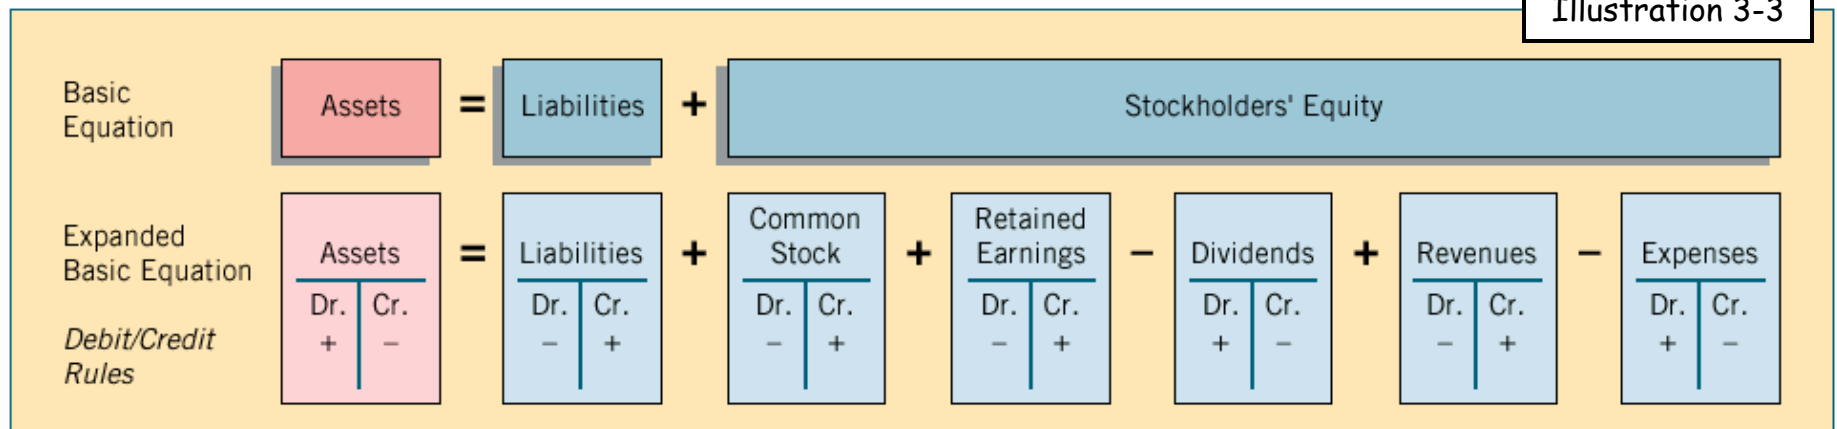 Illustration 3-3
Basic
Equation
Assets = Liabilities + Stockholders' Equity
Expanded
Basic Equation
Assets = Liabilities + Common Stock + Retained Earnings − Dividends + Revenues − Expenses
Dr. Cr. Dr. Cr. Dr. Cr. Dr. Cr. Dr. Cr. Dr. Cr. Dr. Cr.
Debit/Credit
Rules
+ − − + − + − + + − − + + −